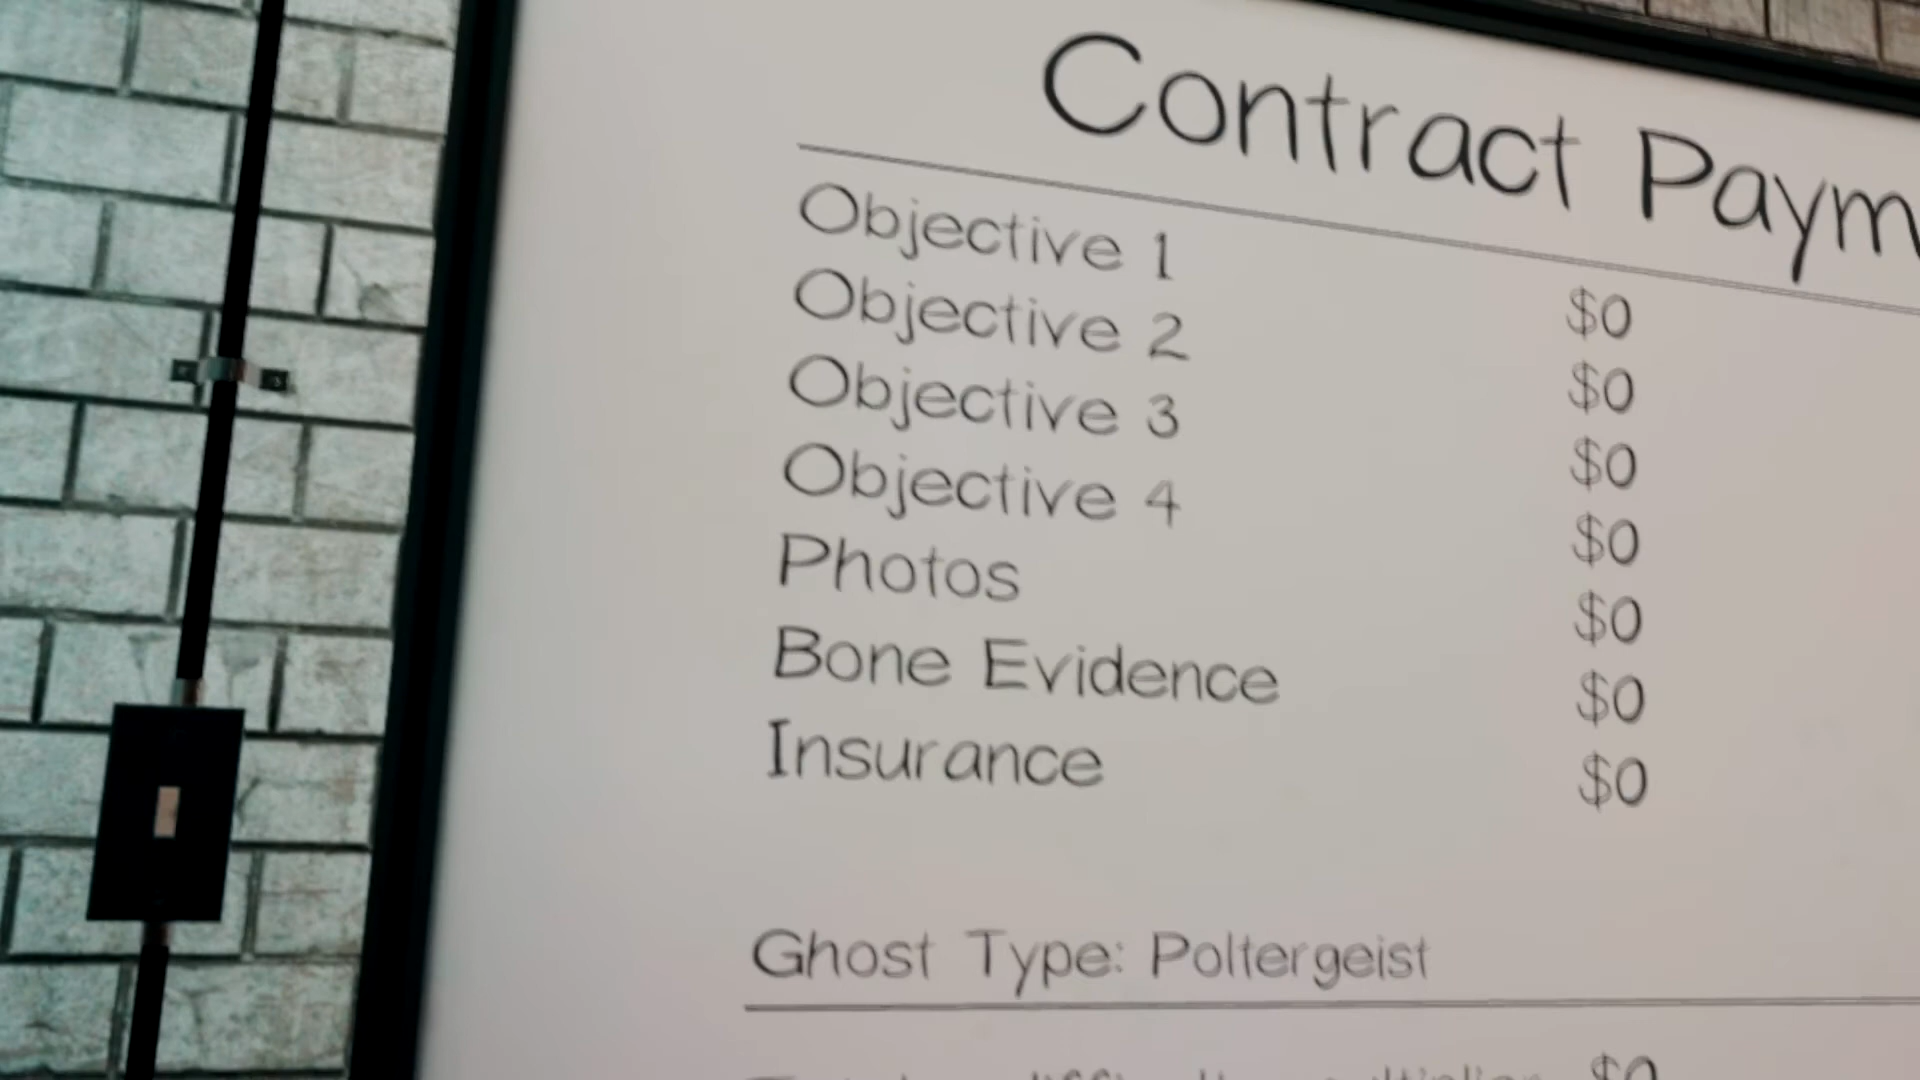 Contract Paym
Objective 1 $0
Objective 2 $0
Objective 3 $0
Objective 4 $0
Photos $0
Bone Evidence $0
Insurance $0
Ghost Type: Poltergeist
$0